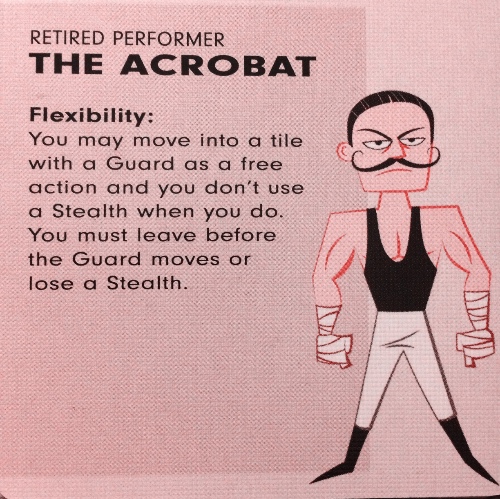 RETIRED PERFORMER
THE ACROBAT
Flexibility:
You may move into a tile
with a Guard as a free
action and you don't use
a Stealth when you do.
You must leave before
the Guard moves or
lose a Stealth.